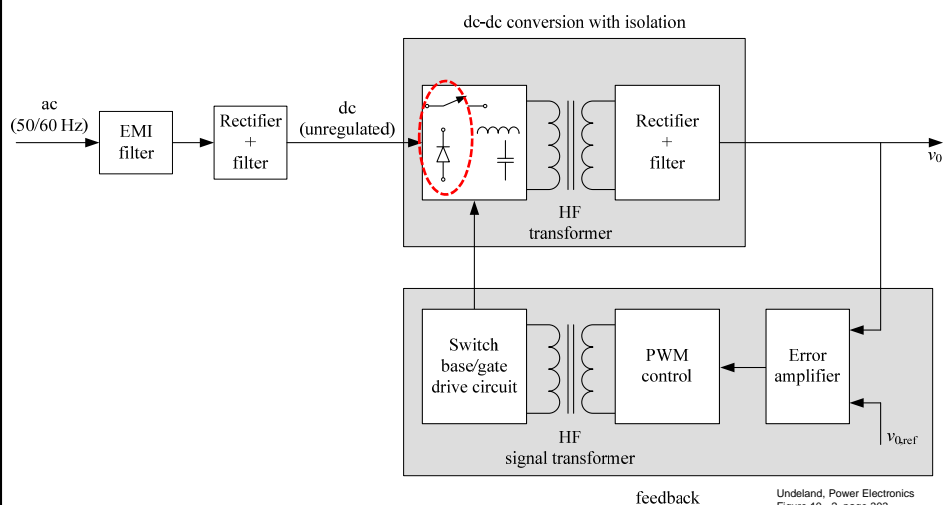 dc-dc conversion with isolation
ac
(50/60 Hz)
EMI
filter
Rectifier
+
filter
dc
(unregulated)
HF
transformer
Rectifier
+
filter
v₀
Switch
base/gate
drive circuit
HF
signal transformer
PWM
control
Error
amplifier
v₀,ref
feedback
Undeland, Power Electronics